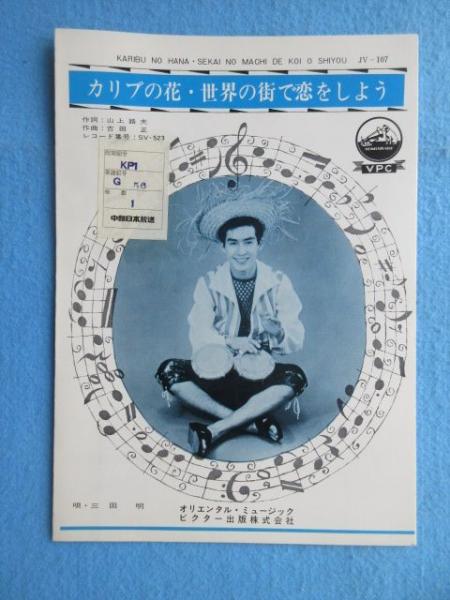 KARIBU NO HANA・SEKAI NO MACHI DE KOI O SHIYOU JV-107
カリブの花・世界の街で恋をしよう
作詞:山上路夫
作曲:吉田 正
レコード番号:SV-523
VPC
KP1
G
1
中部日本放送
唄・三田 明
オリエンタル・ミュージック
ビクター出版株式会社